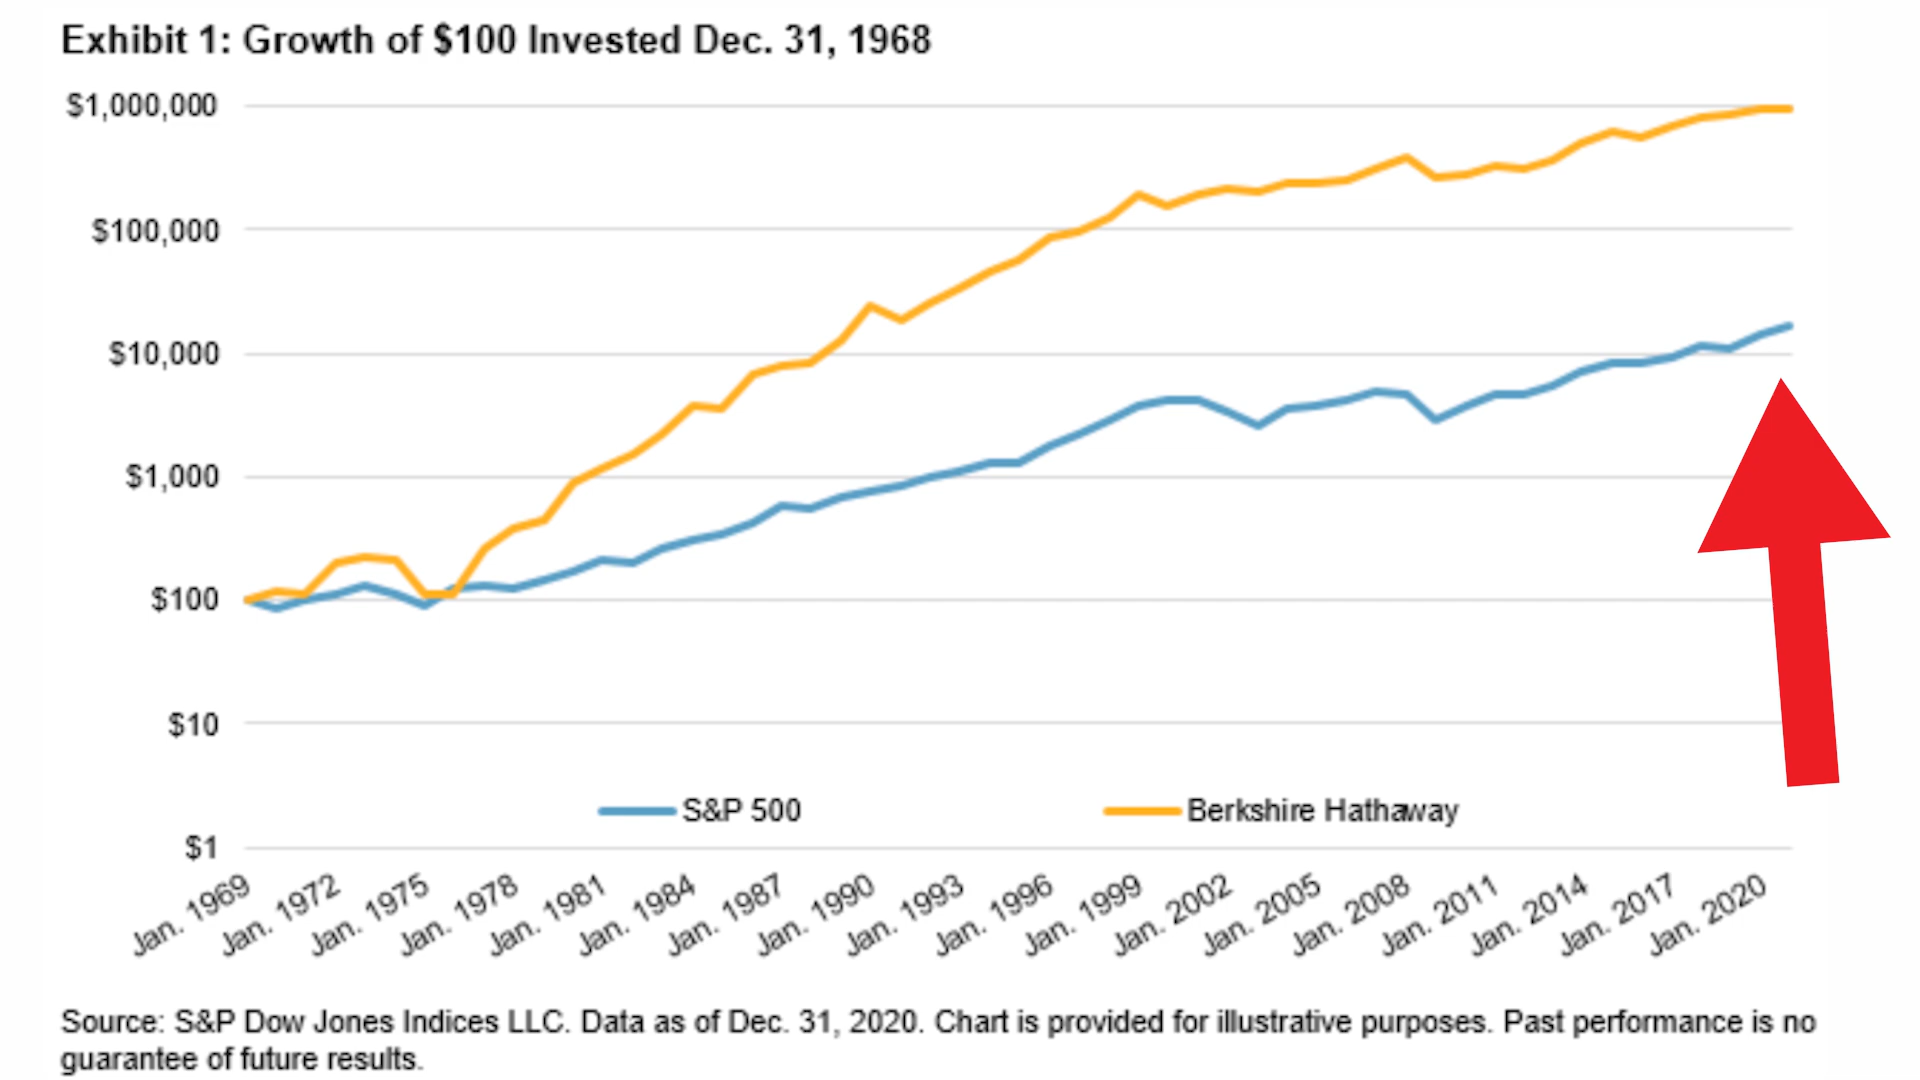 Exhibit 1: Growth of $100 Invested Dec. 31, 1968
$1,000,000
$100,000
$10,000
$1,000
$100
$10
$1
S&P 500
Berkshire Hathaway
Jan. 1969
Jan. 1972
Jan. 1975
Jan. 1978
Jan. 1981
Jan. 1984
Jan. 1987
Jan. 1990
Jan. 1993
Jan. 1996
Jan. 1999
Jan. 2002
Jan. 2005
Jan. 2008
Jan. 2011
Jan. 2014
Jan. 2017
Jan. 2020
Source: S&P Dow Jones Indices LLC. Data as of Dec. 31, 2020. Chart is provided for illustrative purposes. Past performance is no
guarantee of future results.